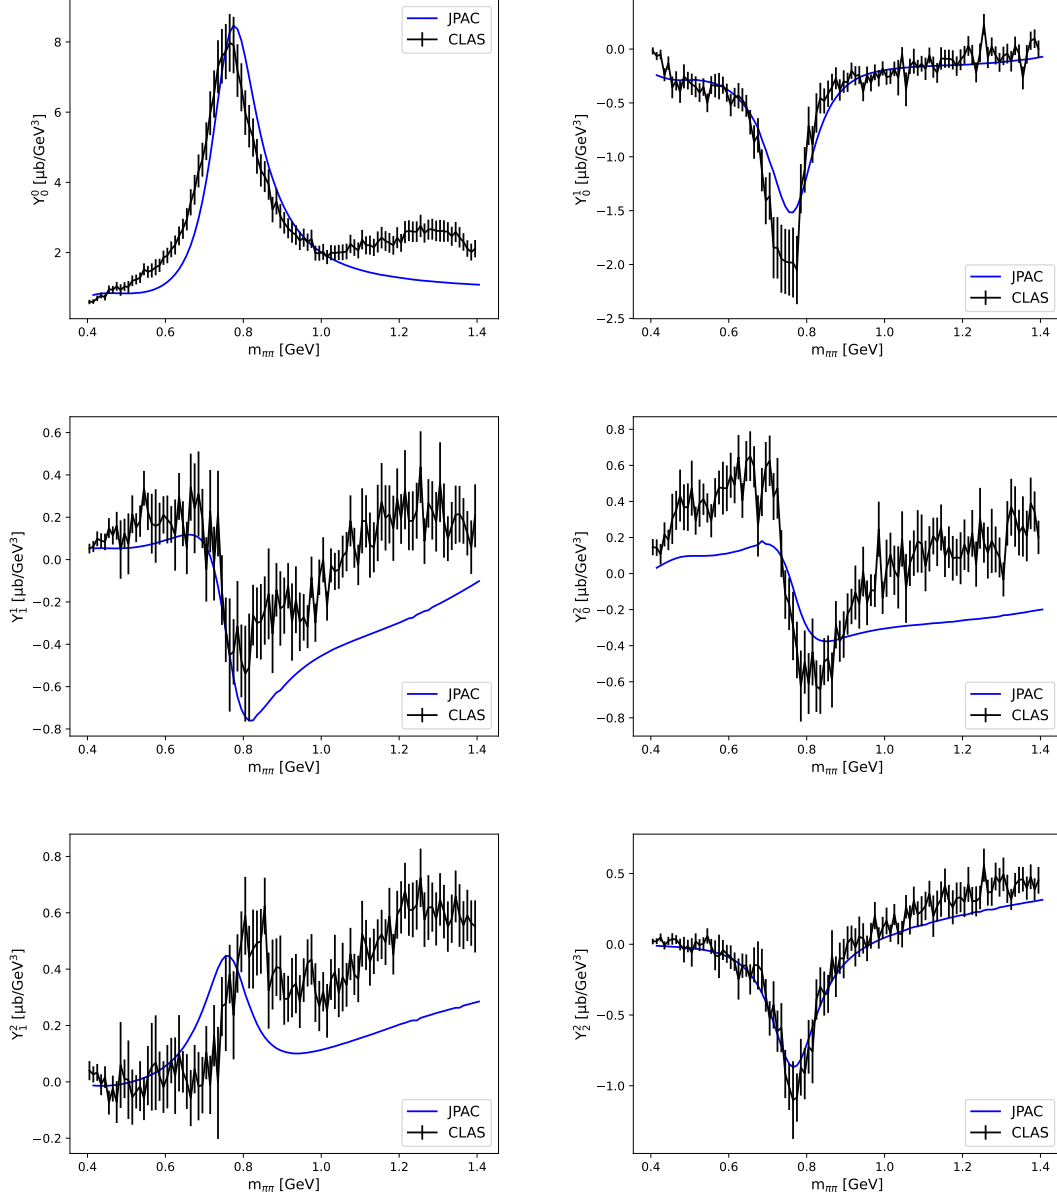 8
6
4
2
Y⁰₀ [μb/GeV³]
JPAC
CLAS
0.4 0.6 0.8 1.0 1.2 1.4
m_ππ [GeV]
0.0
−0.5
−1.0
−1.5
−2.0
−2.5
Y¹₀ [μb/GeV³]
JPAC
CLAS
0.4 0.6 0.8 1.0 1.2 1.4
m_ππ [GeV]
0.6
0.4
0.2
0.0
−0.2
−0.4
−0.6
−0.8
Y¹₁ [μb/GeV³]
JPAC
CLAS
0.4 0.6 0.8 1.0 1.2 1.4
m_ππ [GeV]
0.8
0.6
0.4
0.2
0.0
−0.2
−0.4
−0.6
−0.8
Y²₀ [μb/GeV³]
JPAC
CLAS
0.4 0.6 0.8 1.0 1.2 1.4
m_ππ [GeV]
0.8
0.6
0.4
0.2
0.0
−0.2
Y²₁ [μb/GeV³]
JPAC
CLAS
0.4 0.6 0.8 1.0 1.2 1.4
m_ππ [GeV]
0.5
0.0
−0.5
−1.0
Y²₂ [μb/GeV³]
JPAC
CLAS
0.4 0.6 0.8 1.0 1.2 1.4
m_ππ [GeV]